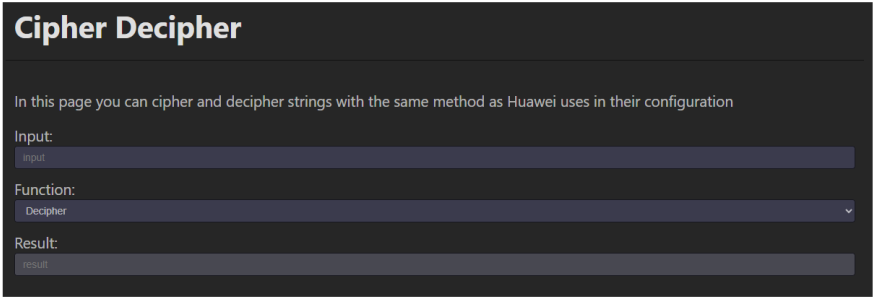 Cipher Decipher
In this page you can cipher and decipher strings with the same method as Huawei uses in their configuration
Input:
input
Function:
Decipher
Result:
result